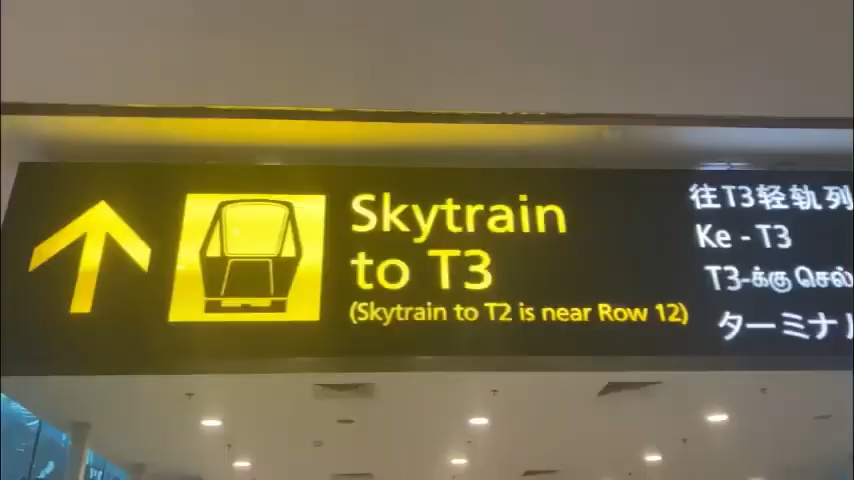 Skytrain
to T3
(Skytrain to T2 is near Row 12)
往T3轻轨列
Ke - T3
T3-க்கு
ターミナル